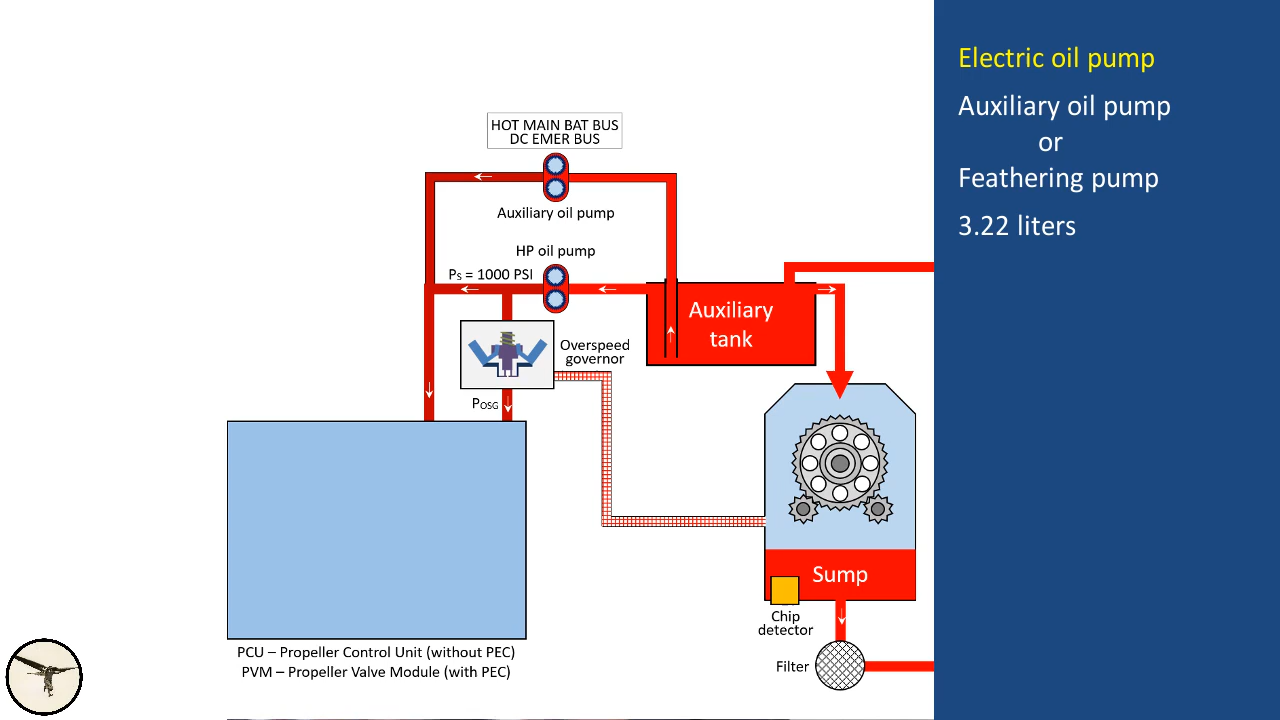 Electric oil pump
Auxiliary oil pump
or
Feathering pump
3.22 liters
HOT MAIN BAT BUS
DC EMER BUS
Auxiliary oil pump
HP oil pump
PS = 1000 PSI
Auxiliary
tank
Overspeed
governor
POSG
Sump
Chip
detector
Filter
PCU – Propeller Control Unit (without PEC)
PVM – Propeller Valve Module (with PEC)